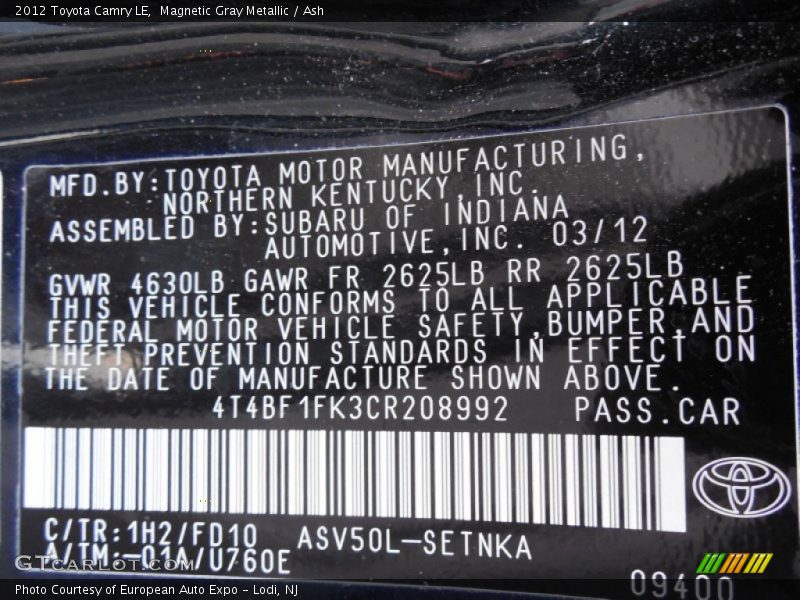 2012 Toyota Camry LE, Magnetic Gray Metallic / Ash
MFD.BY:TOYOTA MOTOR MANUFACTURING,
NORTHERN KENTUCKY,INC.
ASSEMBLED BY:SUBARU OF INDIANA
AUTOMOTIVE,INC. 03/12
GVWR 4630LB GAWR FR 2625LB RR 2625LB
THIS VEHICLE CONFORMS TO ALL APPLICABLE
FEDERAL MOTOR VEHICLE SAFETY,BUMPER,AND
THEFT PREVENTION STANDARDS IN EFFECT ON
THE DATE OF MANUFACTURE SHOWN ABOVE.
4T4BF1FK3CR208992 PASS.CAR
C/TR:1H2/FD10 ASV50L-SETNKA
A/TM:-01A/U760E
GTcarlot.com
09400
Photo Courtesy of European Auto Expo - Lodi, NJ